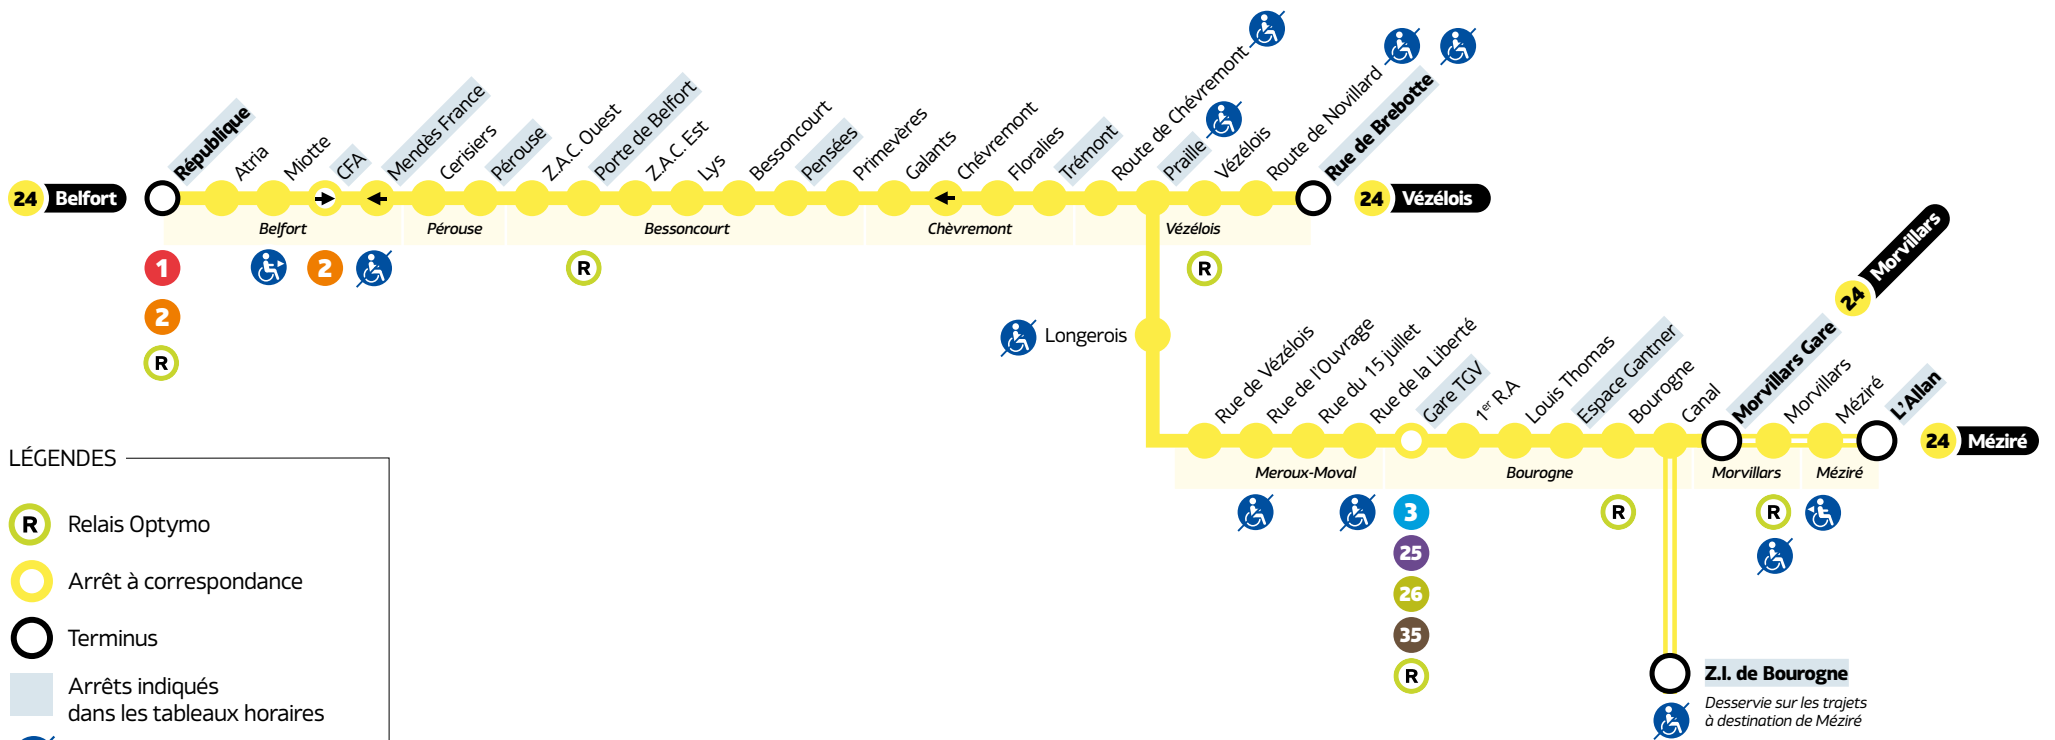 24 Belfort
République
Atria
Miotte
CFA
Mendès France
Cerisiers
Pérouse
Z.A.C. Ouest
Porte de Belfort
Z.A.C. Est
Lys
Bessoncourt
Pensées
Primevères
Galants
Chévremont
Floralies
Trémont
Route de Chévremont
Praille
Vézélois
Route de Novillard
Rue de Brebotte
24 Vézélois
Belfort
Pérouse
Bessoncourt
Chèvremont
Vézélois
1
2
R
2
R
R
Longerois
Rue de Vézélois
Rue de l'Ouvrage
Rue du 15 juillet
Rue de la Liberté
Gare TGV
1er R.A
Louis Thomas
Espace Gantner
Bourogne
Canal
Morvillars Gare
24 Morvillars
Morvillars
Méziré
L'Allan
24 Méziré
Meroux-Moval
Bourogne
Morvillars
Méziré
3
25
26
35
R
R
R
Z.I. de Bourogne
Desservie sur les trajets
à destination de Méziré
LÉGENDES
R Relais Optymo
Arrêt à correspondance
Terminus
Arrêts indiqués
dans les tableaux horaires